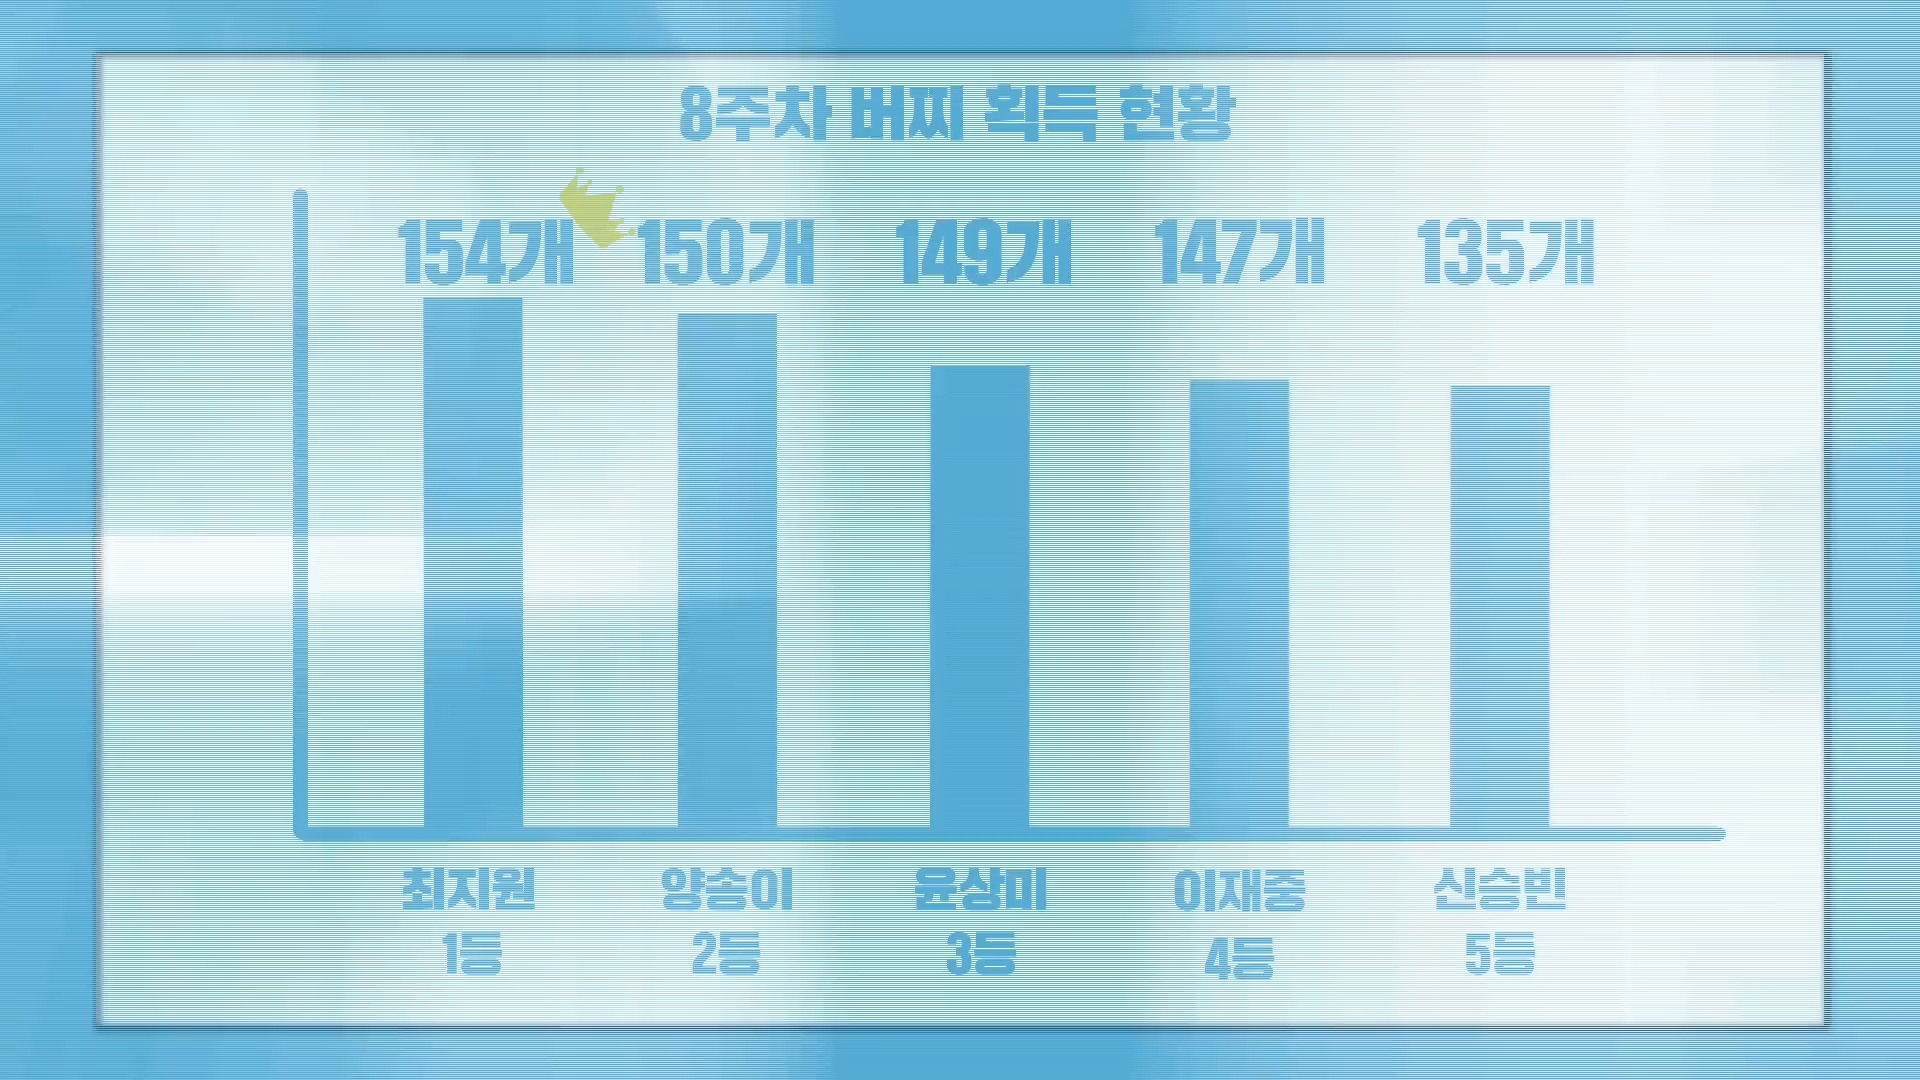 8주차 버찌 획득 현황
154개 150개 149개 147개 135개
최지원 양송이 윤상미 이재중 신승빈
1등 2등 3등 4등 5등